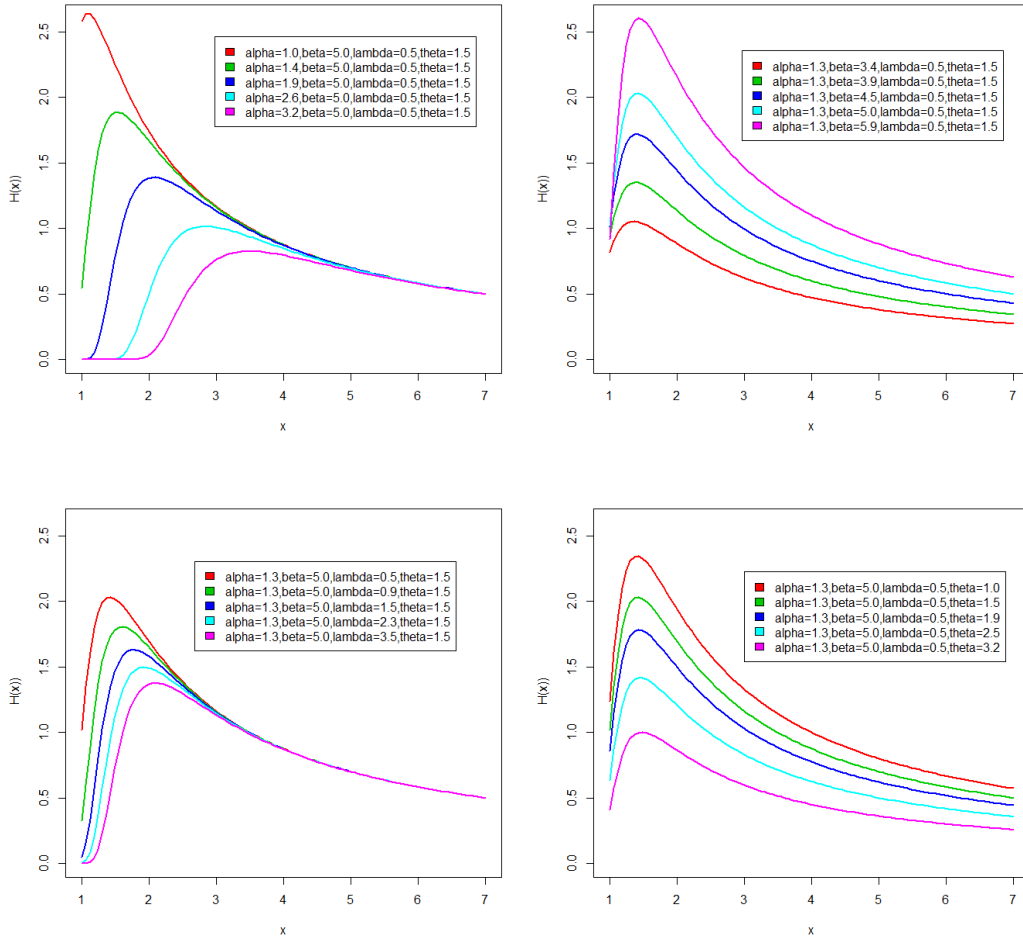 2.5
2.0
1.5
1.0
0.5
0.0
H(x))
alpha=1.0,beta=5.0,lambda=0.5,theta=1.5
alpha=1.4,beta=5.0,lambda=0.5,theta=1.5
alpha=1.9,beta=5.0,lambda=0.5,theta=1.5
alpha=2.6,beta=5.0,lambda=0.5,theta=1.5
alpha=3.2,beta=5.0,lambda=0.5,theta=1.5
1 2 3 4 5 6 7
x
2.5
2.0
1.5
1.0
0.5
0.0
H(x))
alpha=1.3,beta=3.4,lambda=0.5,theta=1.5
alpha=1.3,beta=3.9,lambda=0.5,theta=1.5
alpha=1.3,beta=4.5,lambda=0.5,theta=1.5
alpha=1.3,beta=5.0,lambda=0.5,theta=1.5
alpha=1.3,beta=5.9,lambda=0.5,theta=1.5
1 2 3 4 5 6 7
x
2.5
2.0
1.5
1.0
0.5
0.0
H(x))
alpha=1.3,beta=5.0,lambda=0.5,theta=1.5
alpha=1.3,beta=5.0,lambda=0.9,theta=1.5
alpha=1.3,beta=5.0,lambda=1.5,theta=1.5
alpha=1.3,beta=5.0,lambda=2.3,theta=1.5
alpha=1.3,beta=5.0,lambda=3.5,theta=1.5
1 2 3 4 5 6 7
x
2.5
2.0
1.5
1.0
0.5
0.0
H(x))
alpha=1.3,beta=5.0,lambda=0.5,theta=1.0
alpha=1.3,beta=5.0,lambda=0.5,theta=1.5
alpha=1.3,beta=5.0,lambda=0.5,theta=1.9
alpha=1.3,beta=5.0,lambda=0.5,theta=2.5
alpha=1.3,beta=5.0,lambda=0.5,theta=3.2
1 2 3 4 5 6 7
x